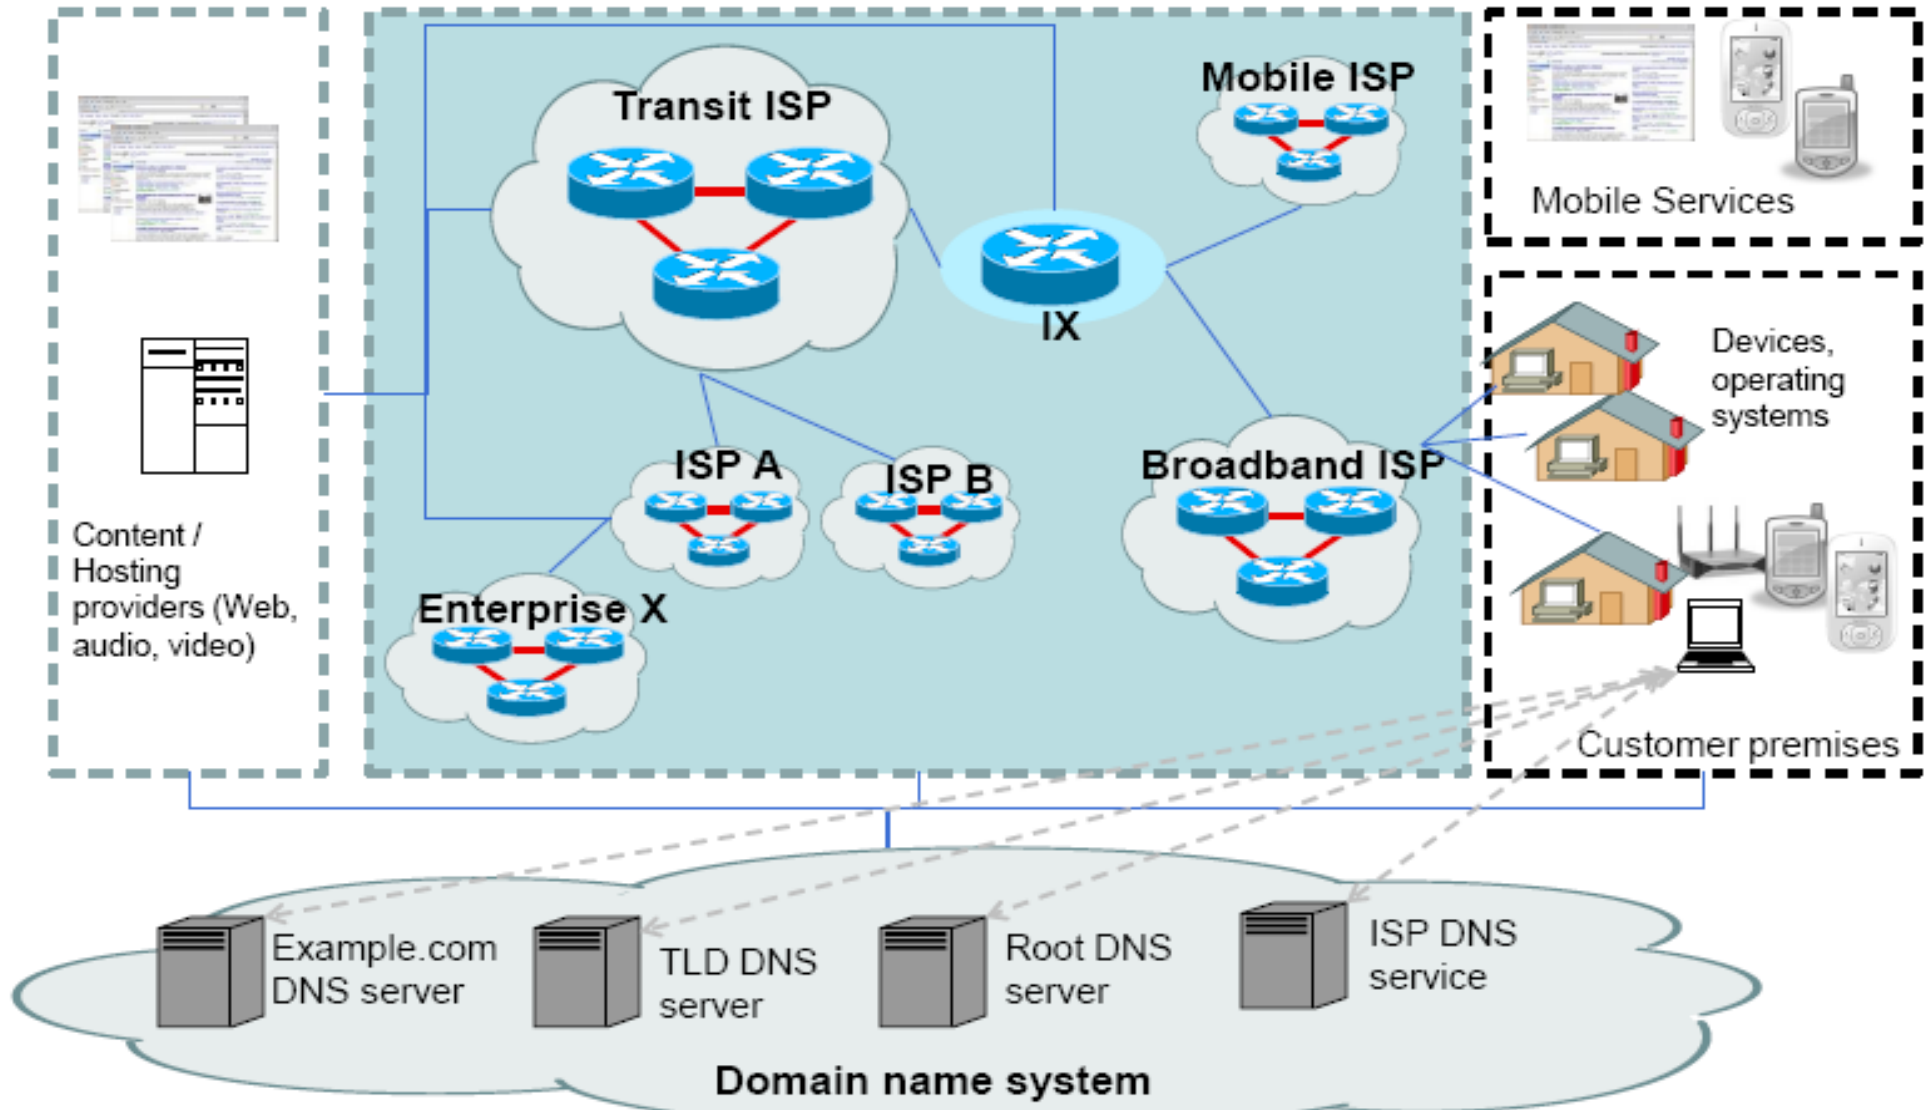 Transit ISP
Mobile ISP
IX
ISP A
ISP B
Broadband ISP
Enterprise X
Content /
Hosting
providers (Web,
audio, video)
Mobile Services
Devices,
operating
systems
Customer premises
Example.com
DNS server
TLD DNS
server
Root DNS
server
ISP DNS
service
Domain name system